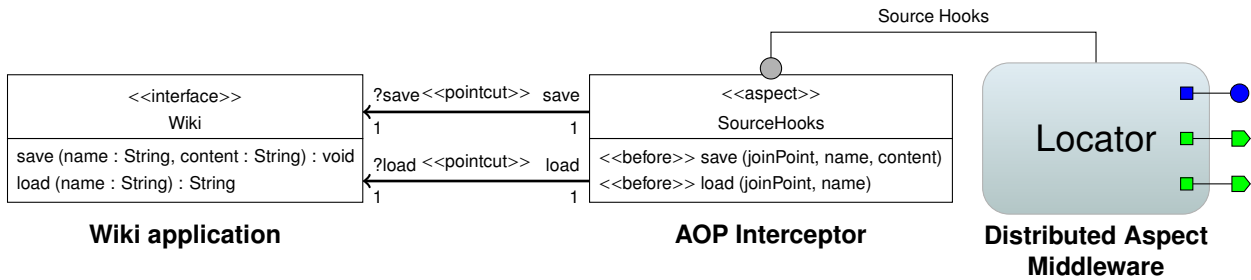 Source Hooks
<<interface>>
Wiki
save (name : String, content : String) : void
load (name : String) : String
?save <<pointcut>> save
1 1
?load <<pointcut>> load
1 1
<<aspect>>
SourceHooks
<<before>> save (joinPoint, name, content)
<<before>> load (joinPoint, name)
Locator
Wiki application
AOP Interceptor
Distributed Aspect
Middleware